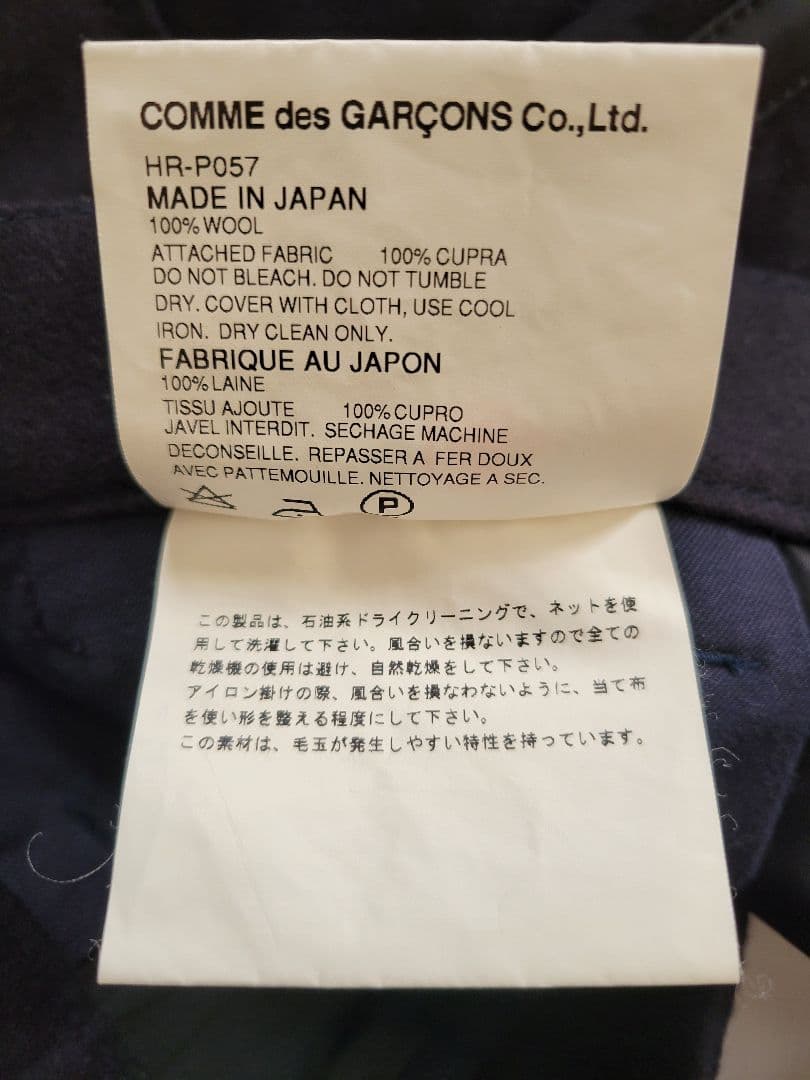 COMME des GARÇONS Co.,Ltd.
HR-P057
MADE IN JAPAN
100% WOOL
ATTACHED FABRIC 100% CUPRA
DO NOT BLEACH. DO NOT TUMBLE
DRY. COVER WITH CLOTH, USE COOL
IRON. DRY CLEAN ONLY.
FABRIQUE AU JAPON
100% LAINE
TISSU AJOUTE 100% CUPRO
JAVEL INTERDIT. SECHAGE MACHINE
DECONSEILLE. REPASSER A FER DOUX
AVEC PATTEMOUILLE. NETTOYAGE A SEC.
P
この製品は、石油系ドライクリーニングで、ネットを使
用して洗濯して下さい。風合いを損ないますので全ての
乾燥機の使用は避け、自然乾燥をして下さい。
アイロン掛けの際、風合いを損なわないように、当て布
を使い形を整える程度にして下さい。
この素材は、毛玉が発生しやすい特性を持っています。